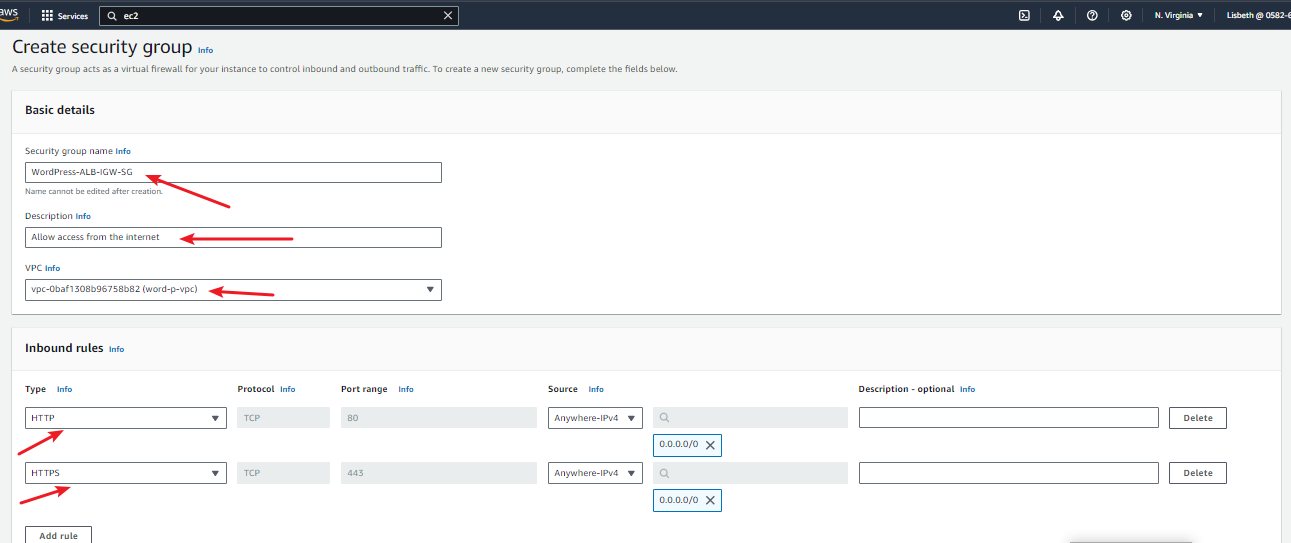 aws Services ec2 N. Virginia Lisbeth @ 0582-6
Create security group Info
A security group acts as a virtual firewall for your instance to control inbound and outbound traffic. To create a new security group, complete the fields below.
Basic details
Security group name Info
WordPress-ALB-IGW-SG
Name cannot be edited after creation.
Description Info
Allow access from the internet
VPC Info
vpc-0baf1308b96758b82 (word-p-vpc)
Inbound rules Info
Type Info Protocol Info Port range Info Source Info Description - optional Info
HTTP TCP 80 Anywhere-IPv4 Delete
0.0.0.0/0
HTTPS TCP 443 Anywhere-IPv4 Delete
0.0.0.0/0
Add rule